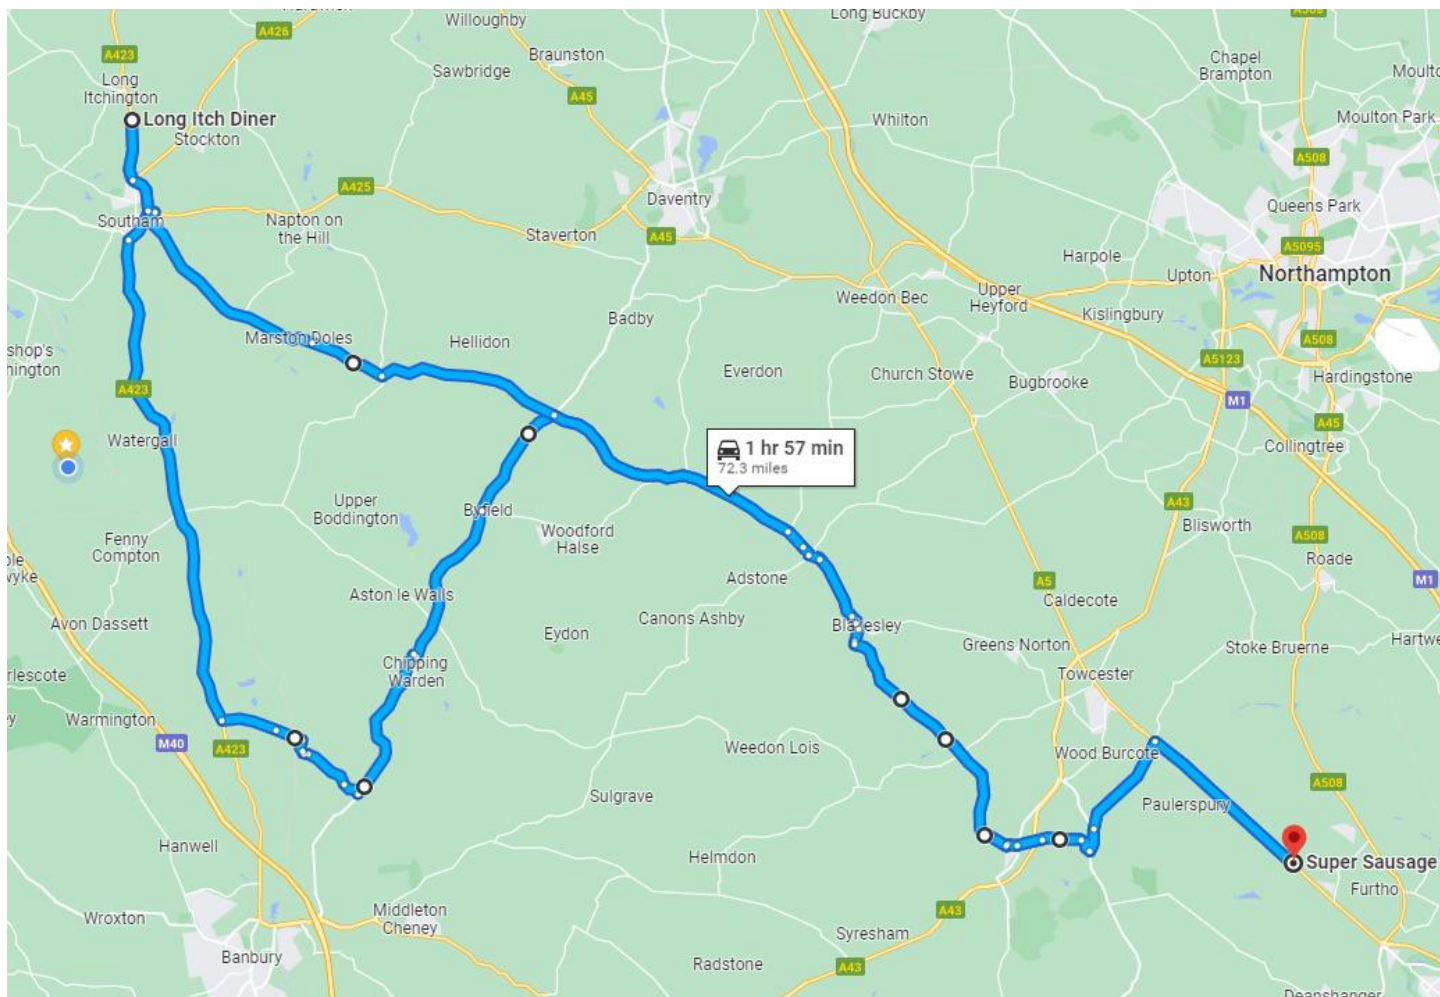 Willoughby
Long Buckby
A426
A423
Braunston
Chapel
Brampton
Long
Itchington
Sawbridge
A45
Long Itch Diner
Stockton
Whilton
Moulton Park
A508
A425
Daventry
Queens Park
Southam
Napton on
the Hill
Staverton
A45
Harpole
A5095
Upton
Northampton
Weedon Bec
Upper
Heyford
Kislingbury
Badby
Marston Doles
Hellidon
A508
A5123
Everdon
Church Stowe
Bugbrooke
Hardingstone
A423
M1
A45
Watergall
1 hr 57 min
72.3 miles
Collingtree
Upper
Boddington
Byfield
Woodford
Halse
A43
Blisworth
Fenny
Compton
A508
Roade
Adstone
A5
M1
Aston le Walls
Caldecote
Avon Dassett
Canons Ashby
Blakesley
Eydon
Greens Norton
Stoke Bruerne
Chipping
Warden
Towcester
Warmington
M40
A423
Weedon Lois
Wood Burcote
A508
Sulgrave
Paulerspury
Hanwell
Helmdon
Super Sausage
Furtho
Wroxton
Middleton
Cheney
A43
Syresham
Banbury
Radstone
A43
Deanshanger